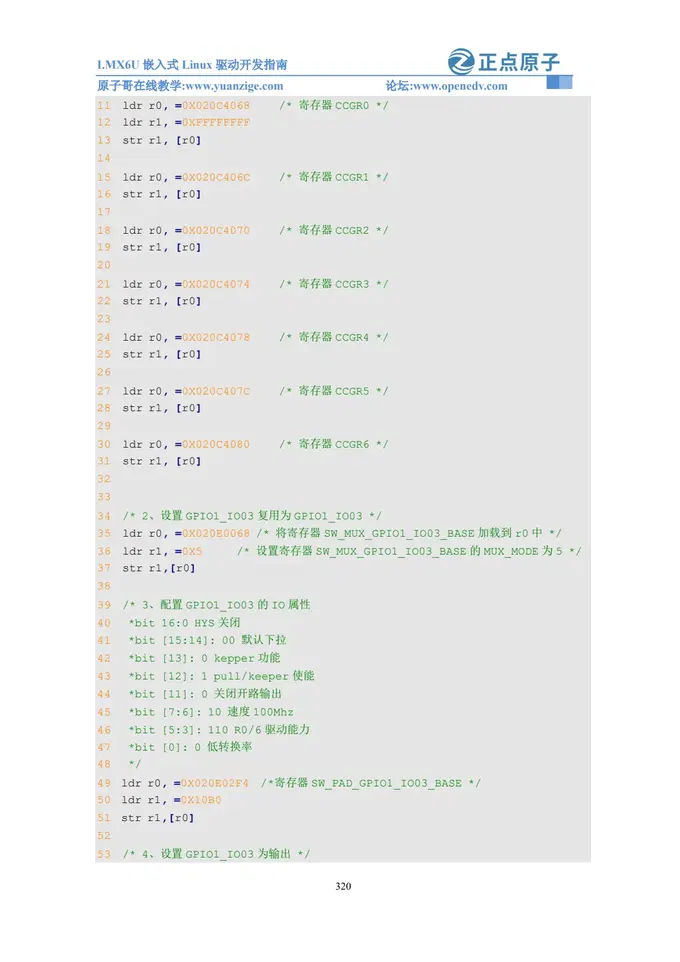 I.MX6U 嵌入式 Linux 驱动开发指南
正点原子
原子哥在线教学:www.yuanzige.com 论坛:www.openedv.com
11 ldr r0, =0X020C4068 /* 寄存器 CCGR0 */
12 ldr r1, =0XFFFFFFFF
13 str r1, [r0]
14
15 ldr r0, =0X020C406C /* 寄存器 CCGR1 */
16 str r1, [r0]
17
18 ldr r0, =0X020C4070 /* 寄存器 CCGR2 */
19 str r1, [r0]
20
21 ldr r0, =0X020C4074 /* 寄存器 CCGR3 */
22 str r1, [r0]
23
24 ldr r0, =0X020C4078 /* 寄存器 CCGR4 */
25 str r1, [r0]
26
27 ldr r0, =0X020C407C /* 寄存器 CCGR5 */
28 str r1, [r0]
29
30 ldr r0, =0X020C4080 /* 寄存器 CCGR6 */
31 str r1, [r0]
32
33
34 /* 2、设置 GPIO1_IO03 复用为 GPIO1_IO03 */
35 ldr r0, =0X020E0068 /* 将寄存器 SW_MUX_GPIO1_IO03_BASE 加载到 r0 中 */
36 ldr r1, =0X5 /* 设置寄存器 SW_MUX_GPIO1_IO03_BASE 的 MUX_MODE 为 5 */
37 str r1,[r0]
38
39 /* 3、配置 GPIO1_IO03 的 IO 属性
40 *bit 16:0 HYS 关闭
41 *bit [15:14]: 00 默认下拉
42 *bit [13]: 0 kepper 功能
43 *bit [12]: 1 pull/keeper 使能
44 *bit [11]: 0 关闭开路输出
45 *bit [7:6]: 10 速度 100Mhz
46 *bit [5:3]: 110 R0/6 驱动能力
47 *bit [0]: 0 低转换率
48 */
49 ldr r0, =0X020E02F4 /*寄存器 SW_PAD_GPIO1_IO03_BASE */
50 ldr r1, =0X10B0
51 str r1,[r0]
52
53 /* 4、设置 GPIO1_IO03 为输出 */
320